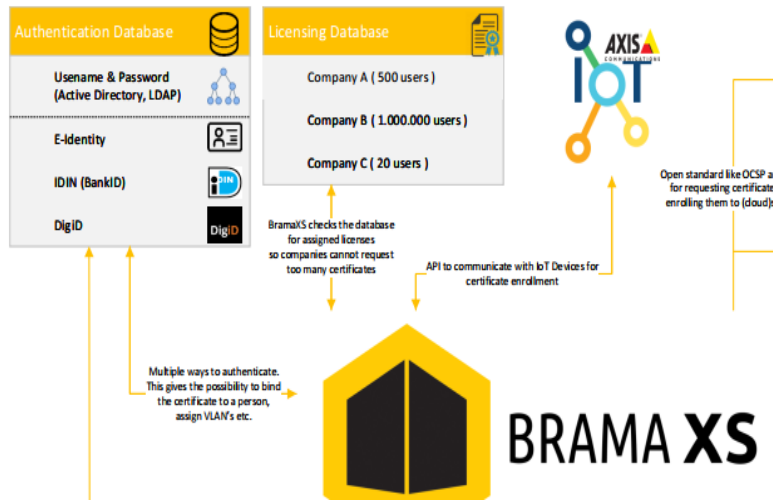 Authentication Database
Usename & Password
(Active Directory, LDAP)
E-Identity
IDIN (BankID)
iDIN
DigiD
DigiD
Licensing Database
Company A ( 500 users )
Company B ( 1.000.000 users )
Company C ( 20 users )
AXIS
COMMUNICATIONS
IoT
Open standard like OCSP a
for requesting certificate
enrolling them to (cloud)s
BramaXS checks the database
for assigned licenses
so companies cannot request
too many certificates
API to communicate with IoT Devices for
certificate enrollment
Multiple ways to authenticate.
This gives the possibility to bind
the certificate to a person,
assign VLAN's etc.
BRAMA XS